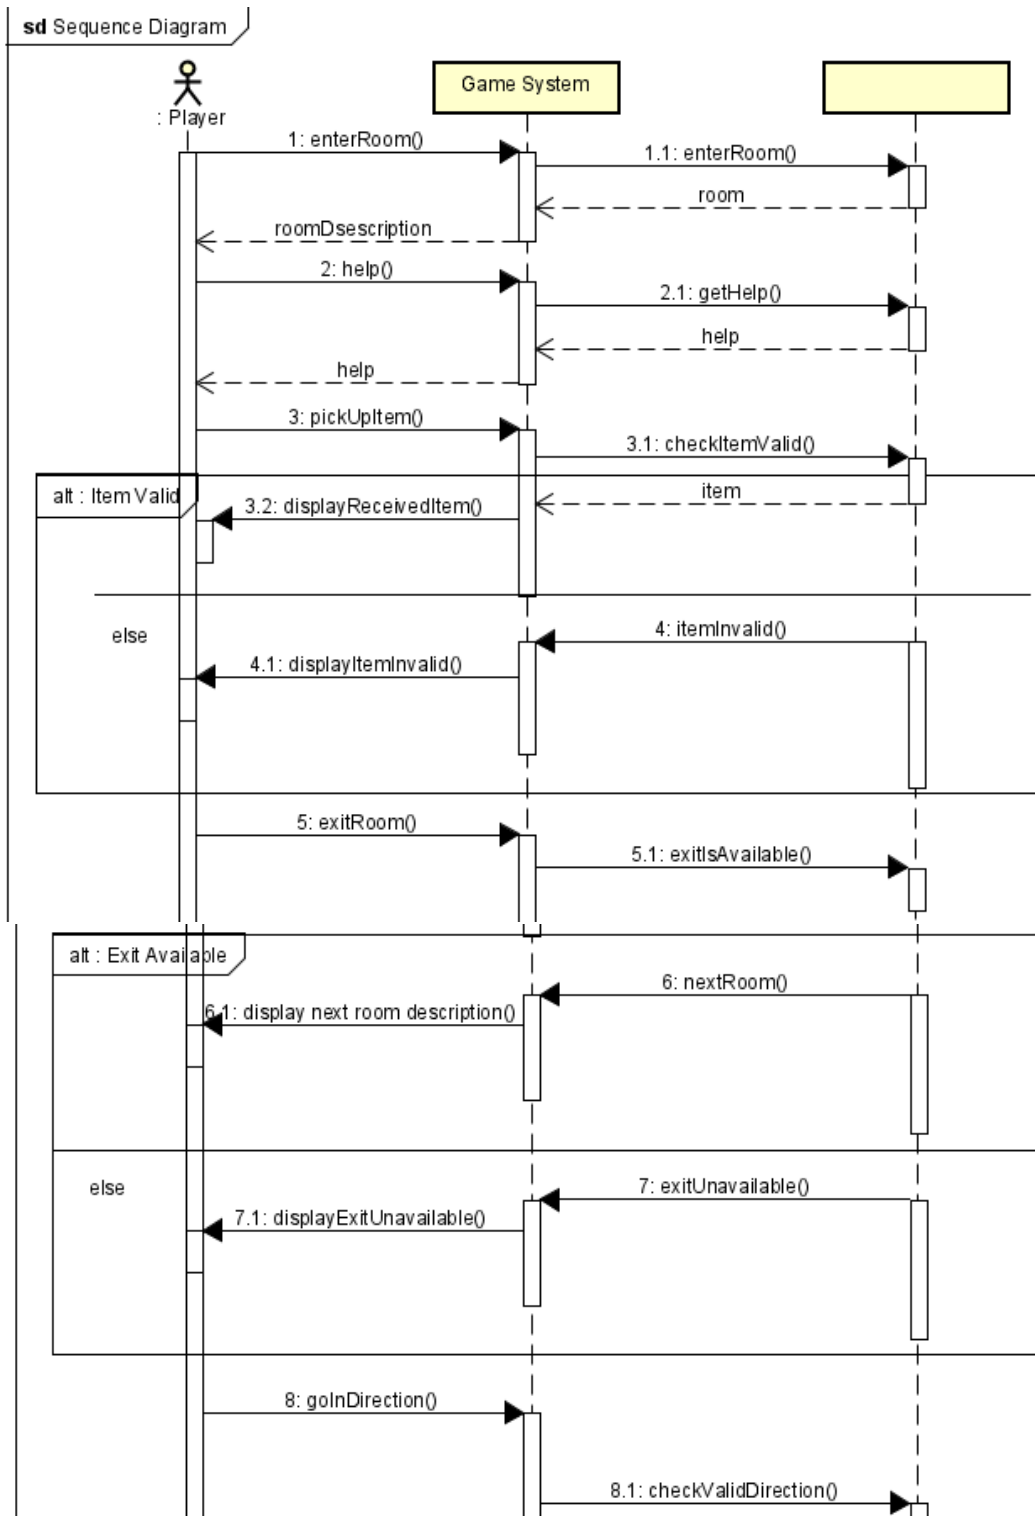 sd Sequence Diagram
: Player
Game System
1: enterRoom()
1.1: enterRoom()
room
roomDsescription
2: help()
2.1: getHelp()
help
help
3: pickUpItem()
3.1: checkItemValid()
alt : Item Valid
item
3.2: displayReceivedItem()
else
4: itemInvalid()
4.1: displayItemInvalid()
5: exitRoom()
5.1: exitIsAvailable()
alt : Exit Available
6: nextRoom()
6.1: display next room description()
else
7: exitUnavailable()
7.1: displayExitUnavailable()
8: goInDirection()
8.1: checkValidDirection()